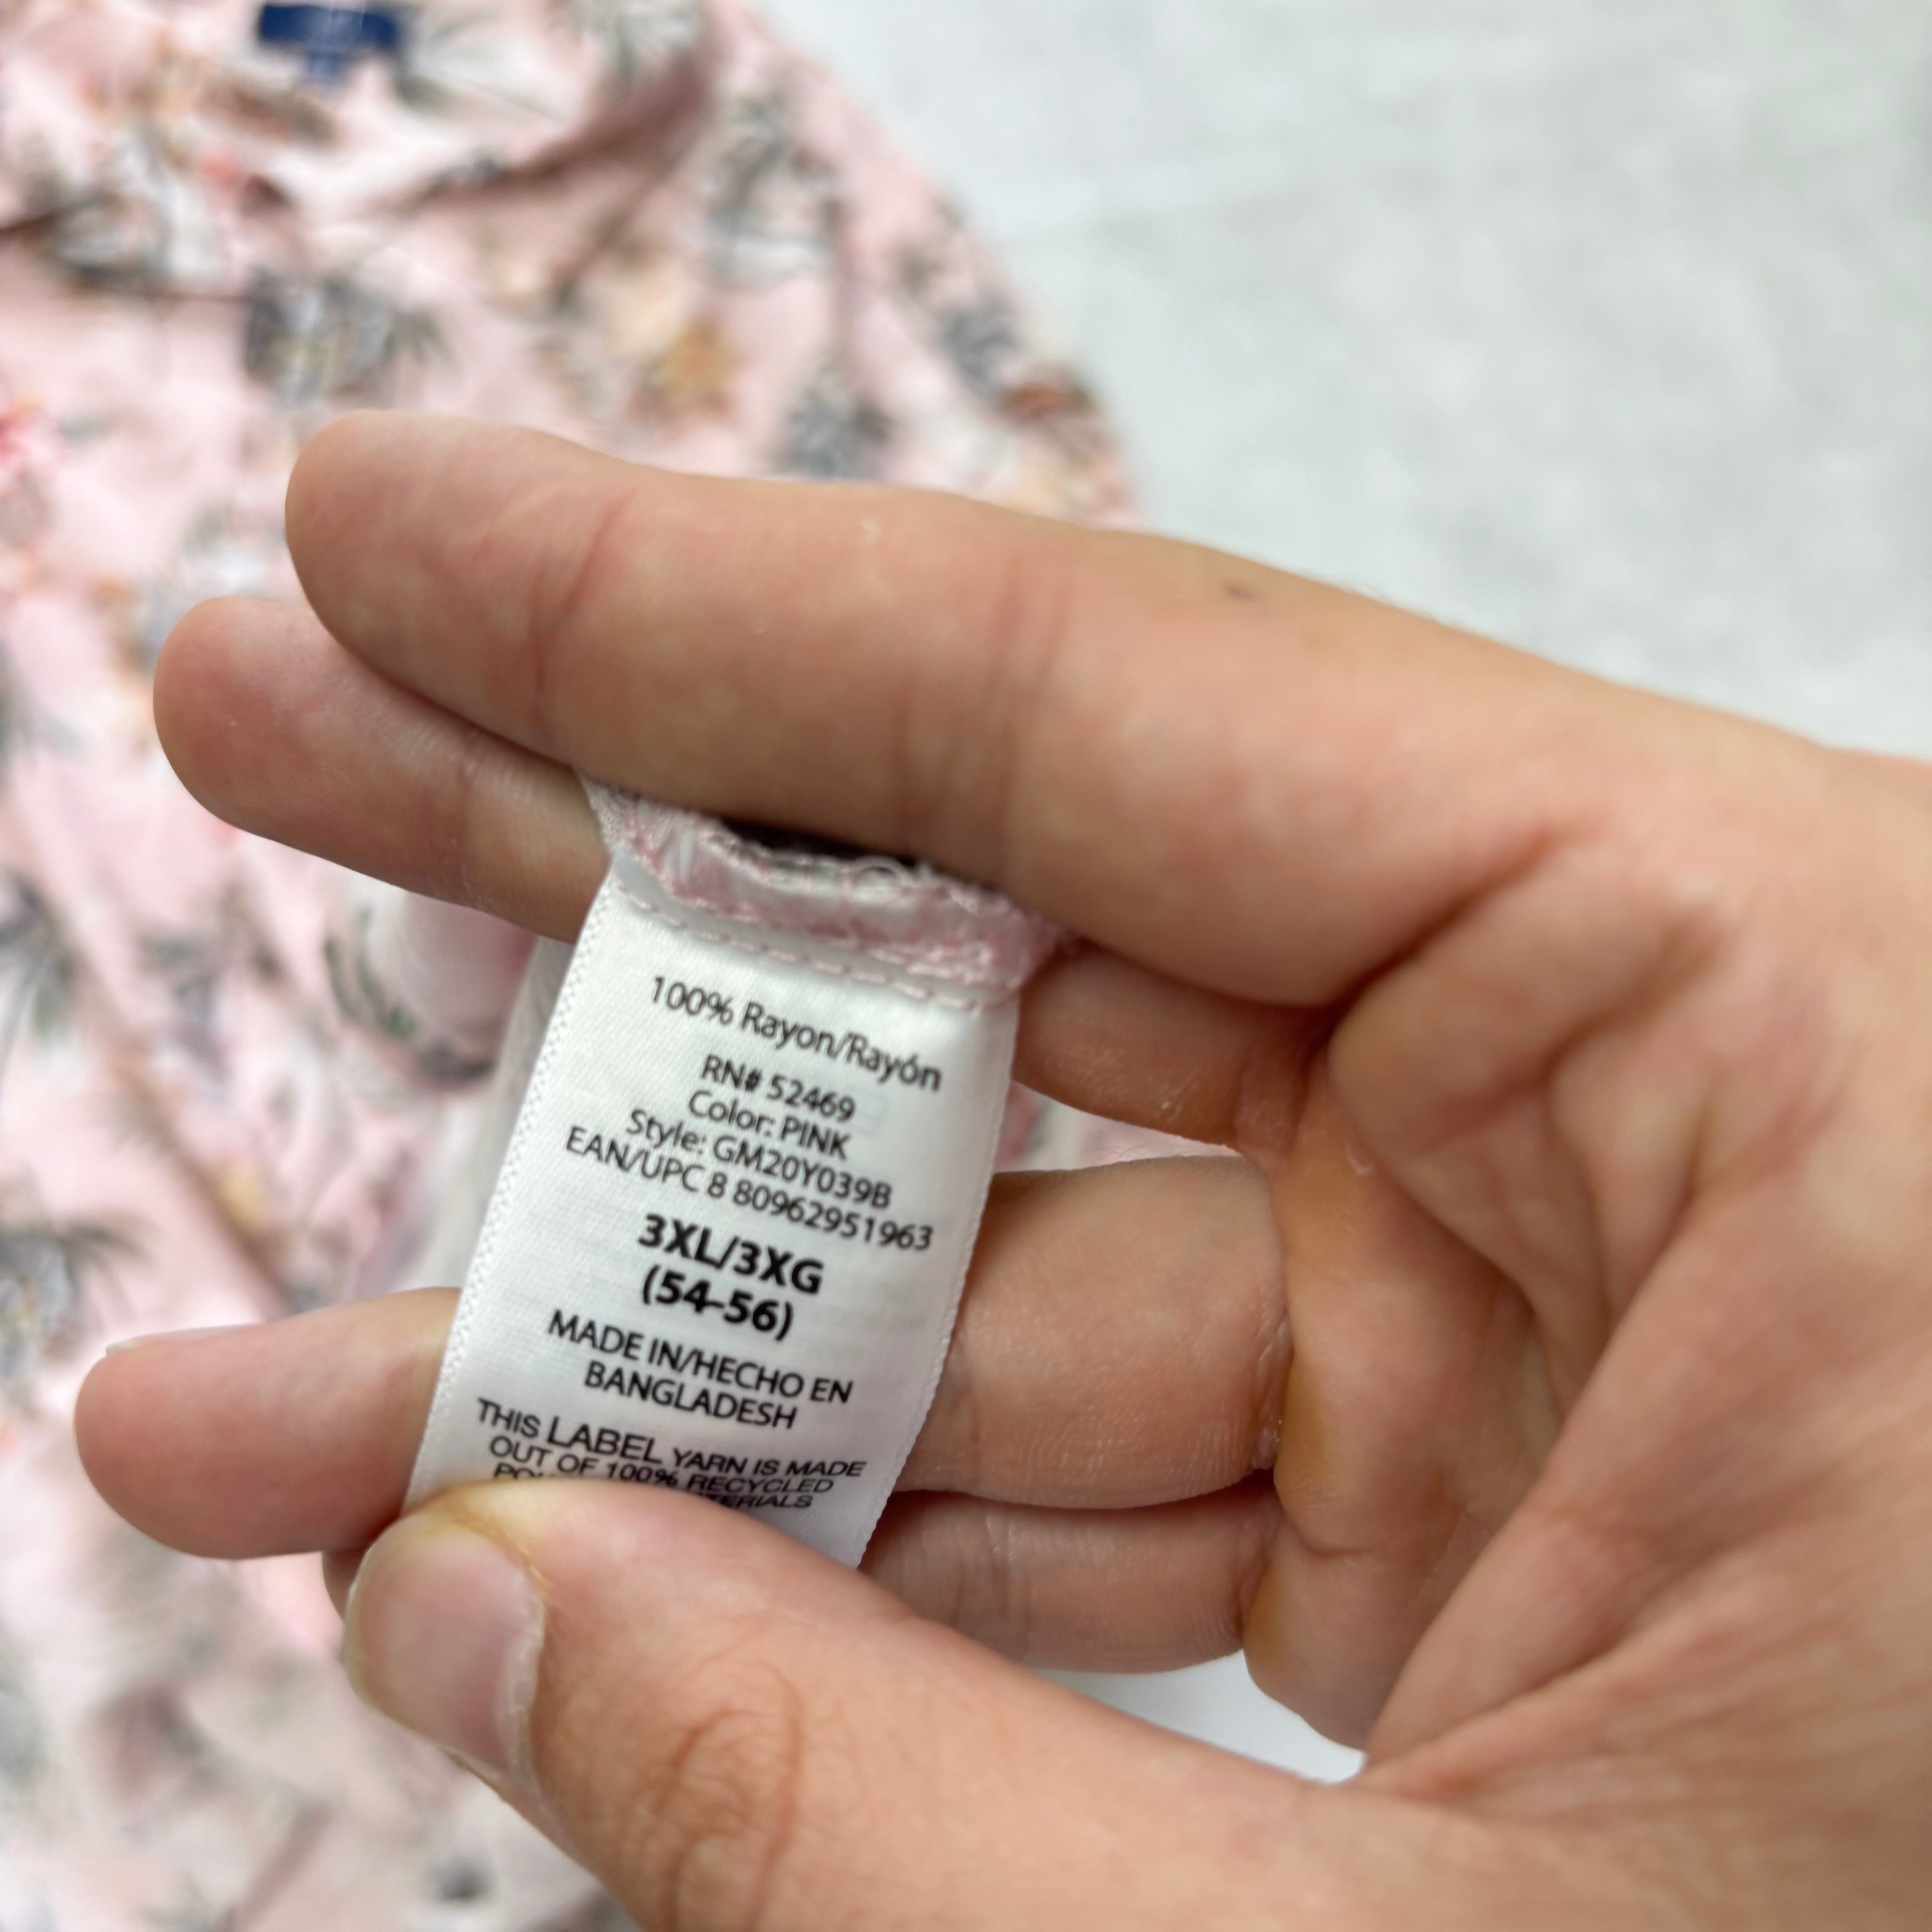 100% Rayon/Rayón
RN# 52469
Color: PINK
Style: GM20Y039B
EAN/UPC 8 80962951963
3XL/3XG
(54-56)
MADE IN/HECHO EN
BANGLADESH
THIS LABEL YARN IS MADE
OUT OF 100% RECYCLED